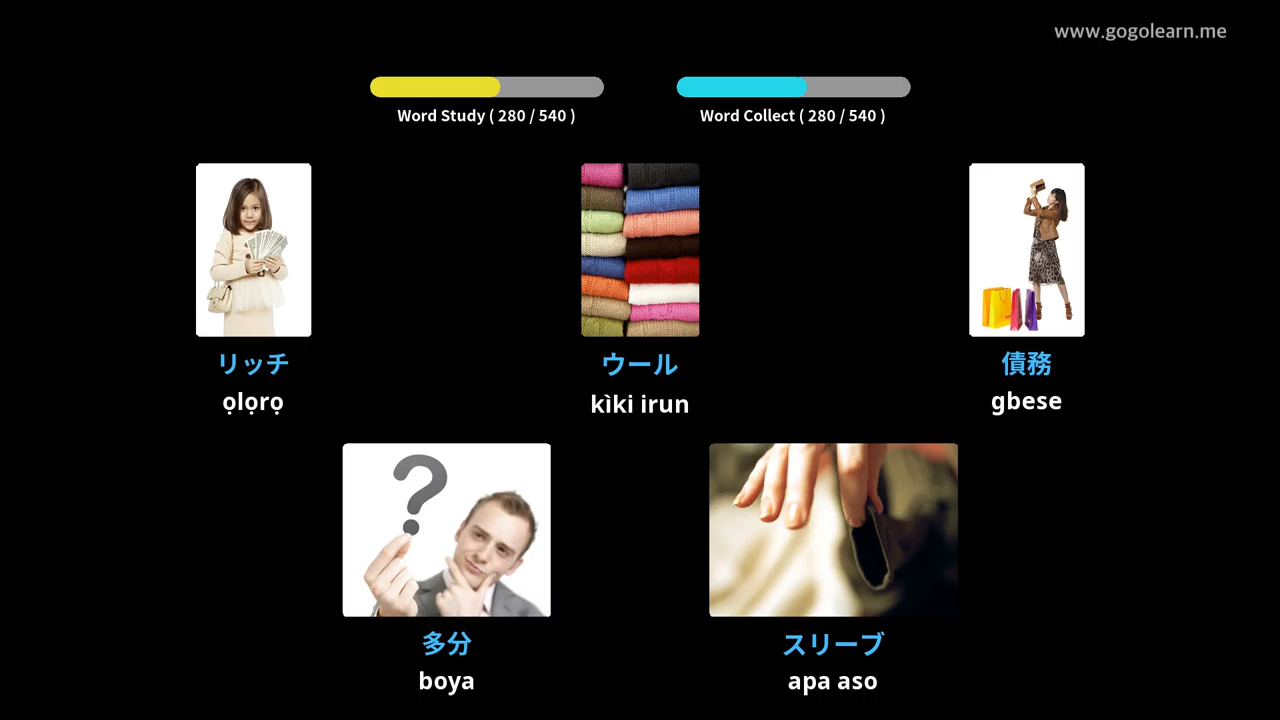 www.gogolearn.me
Word Study ( 280 / 540 )
Word Collect ( 280 / 540 )
リッチ
ọlọrọ
ウール
kìki irun
債務
gbese
多分
boya
スリーブ
apa aso